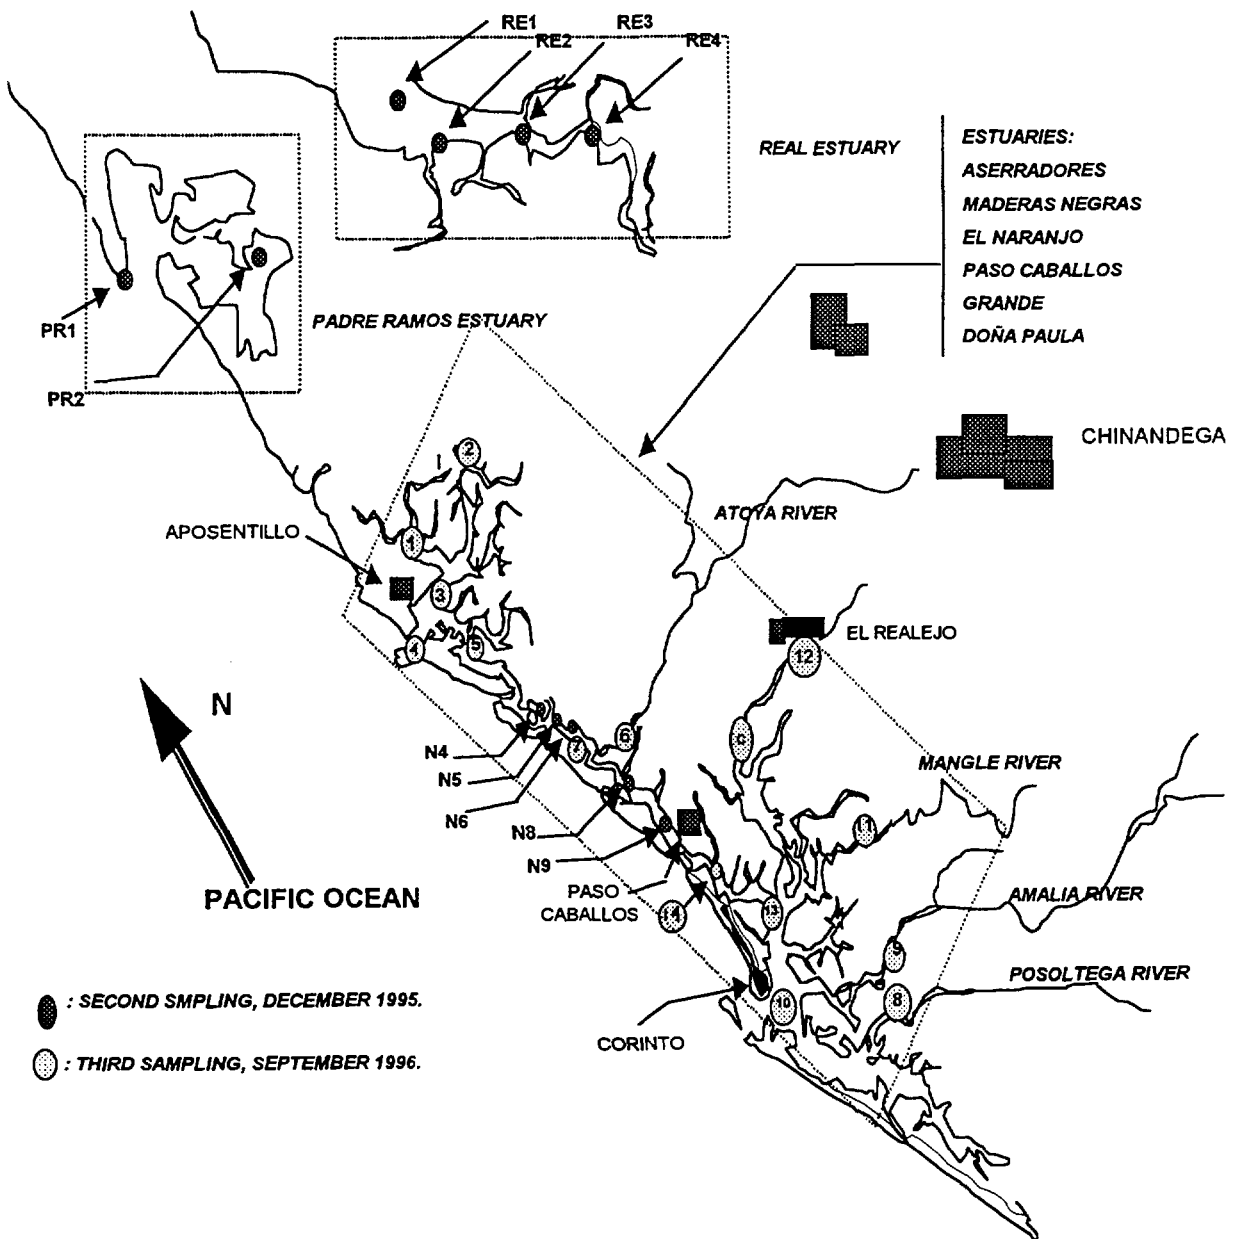 RE1
RE3
RE2
RE4
REAL ESTUARY
ESTUARIES:
ASERRADORES
MADERAS NEGRAS
EL NARANJO
PASO CABALLOS
GRANDE
DOÑA PAULA
PR1
PADRE RAMOS ESTUARY
PR2
CHINANDEGA
2
ATOYA RIVER
APOSENTILLO
1
3
EL REALEJO
4
5
12
N
6
7
N4
N5
N6
MANGLE RIVER
N8
11
N9
PASO
CABALLOS
PACIFIC OCEAN
14
13
AMALIA RIVER
9
POSOLTEGA RIVER
8
10
: SECOND SMPLING, DECEMBER 1995.
CORINTO
: THIRD SAMPLING, SEPTEMBER 1996.